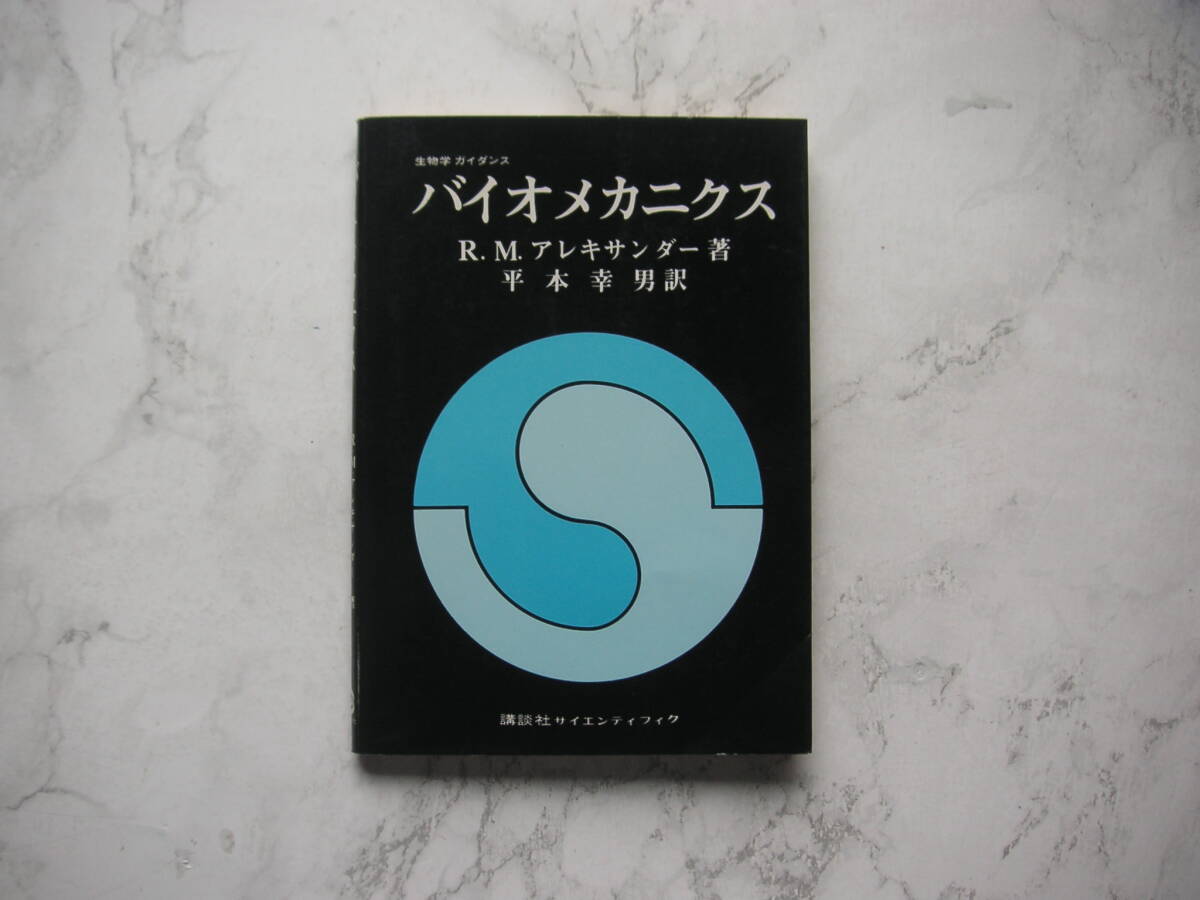 生物学 ガイダンス
バイオメカニクス
R. M. アレキサンダー 著
平本幸男訳
講談社サイエンティフィク